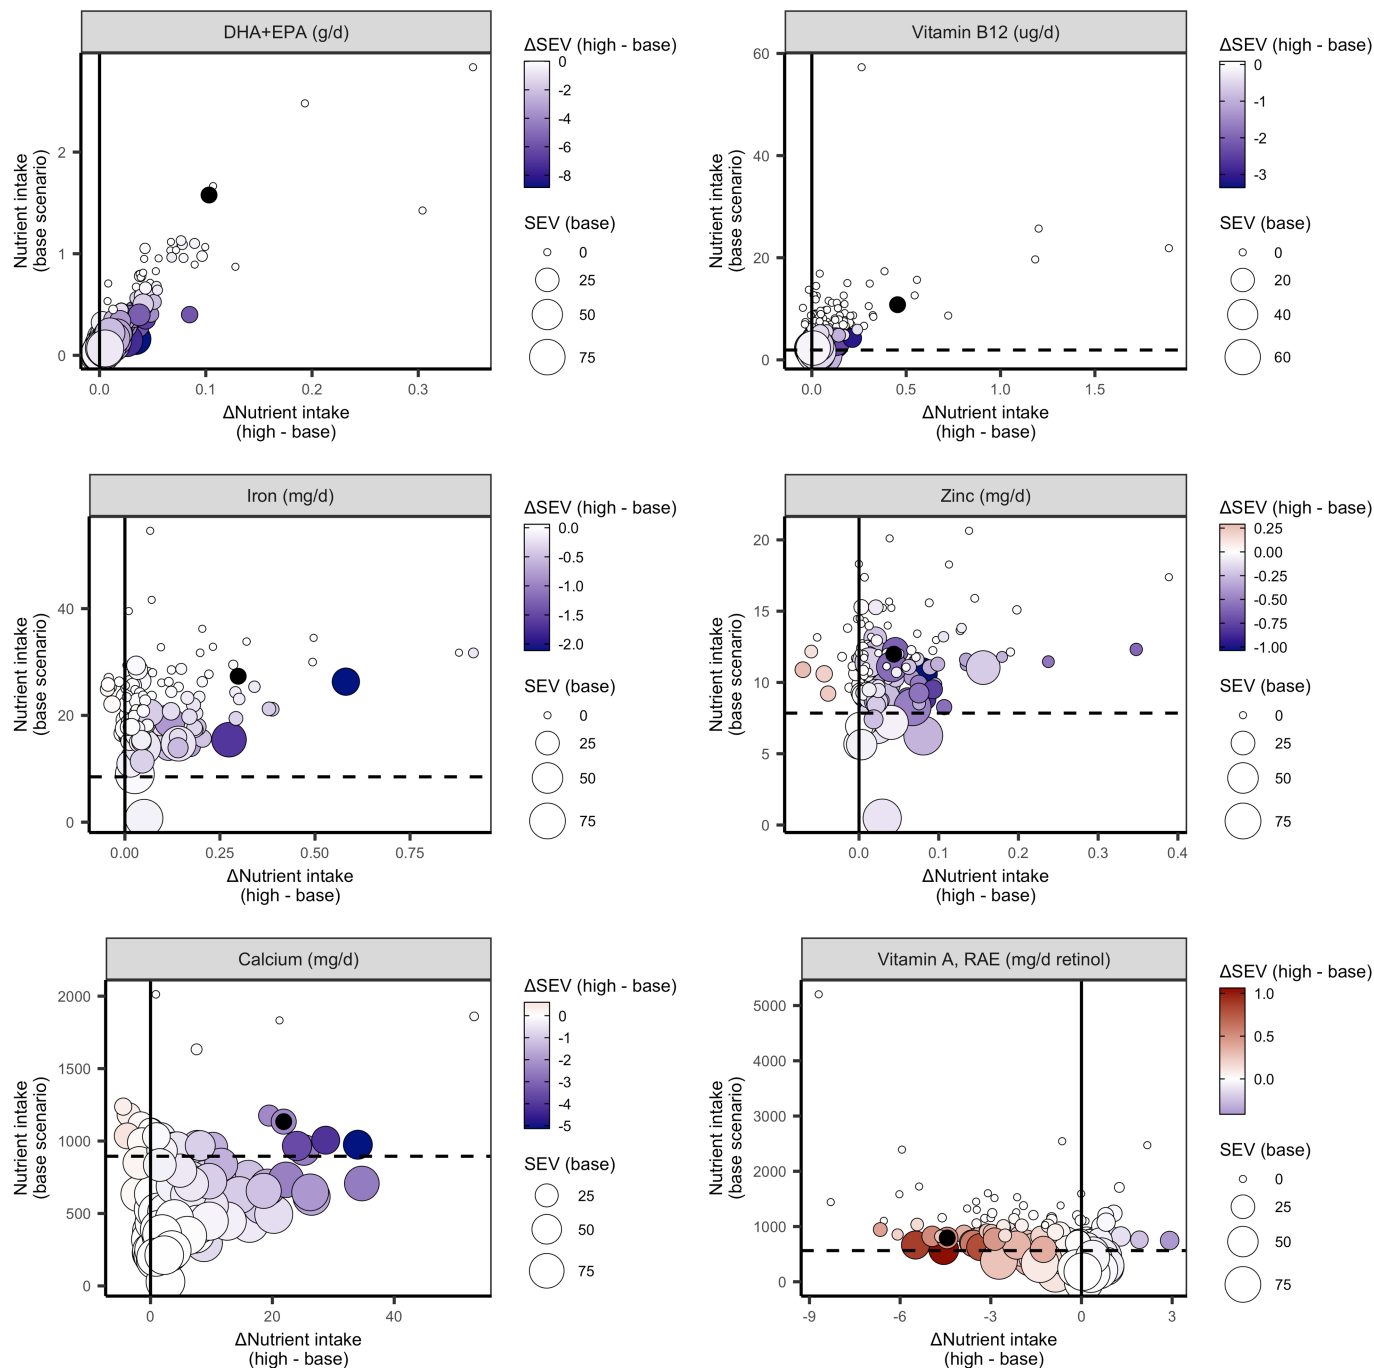 DHA+EPA (g/d)
Nutrient intake
(base scenario)
2
1
0
0.0 0.1 0.2 0.3
ΔNutrient intake
(high - base)
ΔSEV (high - base)
0
-2
-4
-6
-8
SEV (base)
0
25
50
75
Vitamin B12 (ug/d)
Nutrient intake
(base scenario)
60
40
20
0
0.0 0.5 1.0 1.5
ΔNutrient intake
(high - base)
ΔSEV (high - base)
0
-1
-2
-3
SEV (base)
0
20
40
60
Iron (mg/d)
Nutrient intake
(base scenario)
40
20
0
0.00 0.25 0.50 0.75
ΔNutrient intake
(high - base)
ΔSEV (high - base)
0.0
-0.5
-1.0
-1.5
-2.0
SEV (base)
0
25
50
75
Zinc (mg/d)
Nutrient intake
(base scenario)
20
15
10
5
0
0.0 0.1 0.2 0.3 0.4
ΔNutrient intake
(high - base)
ΔSEV (high - base)
0.25
0.00
-0.25
-0.50
-0.75
-1.00
SEV (base)
0
25
50
75
Calcium (mg/d)
Nutrient intake
(base scenario)
2000
1500
1000
500
0
0 20 40
ΔNutrient intake
(high - base)
ΔSEV (high - base)
0
-1
-2
-3
-4
-5
SEV (base)
25
50
75
Vitamin A, RAE (mg/d retinol)
Nutrient intake
(base scenario)
5000
4000
3000
2000
1000
0
-9 -6 -3 0 3
ΔNutrient intake
(high - base)
ΔSEV (high - base)
1.0
0.5
0.0
SEV (base)
0
25
50
75